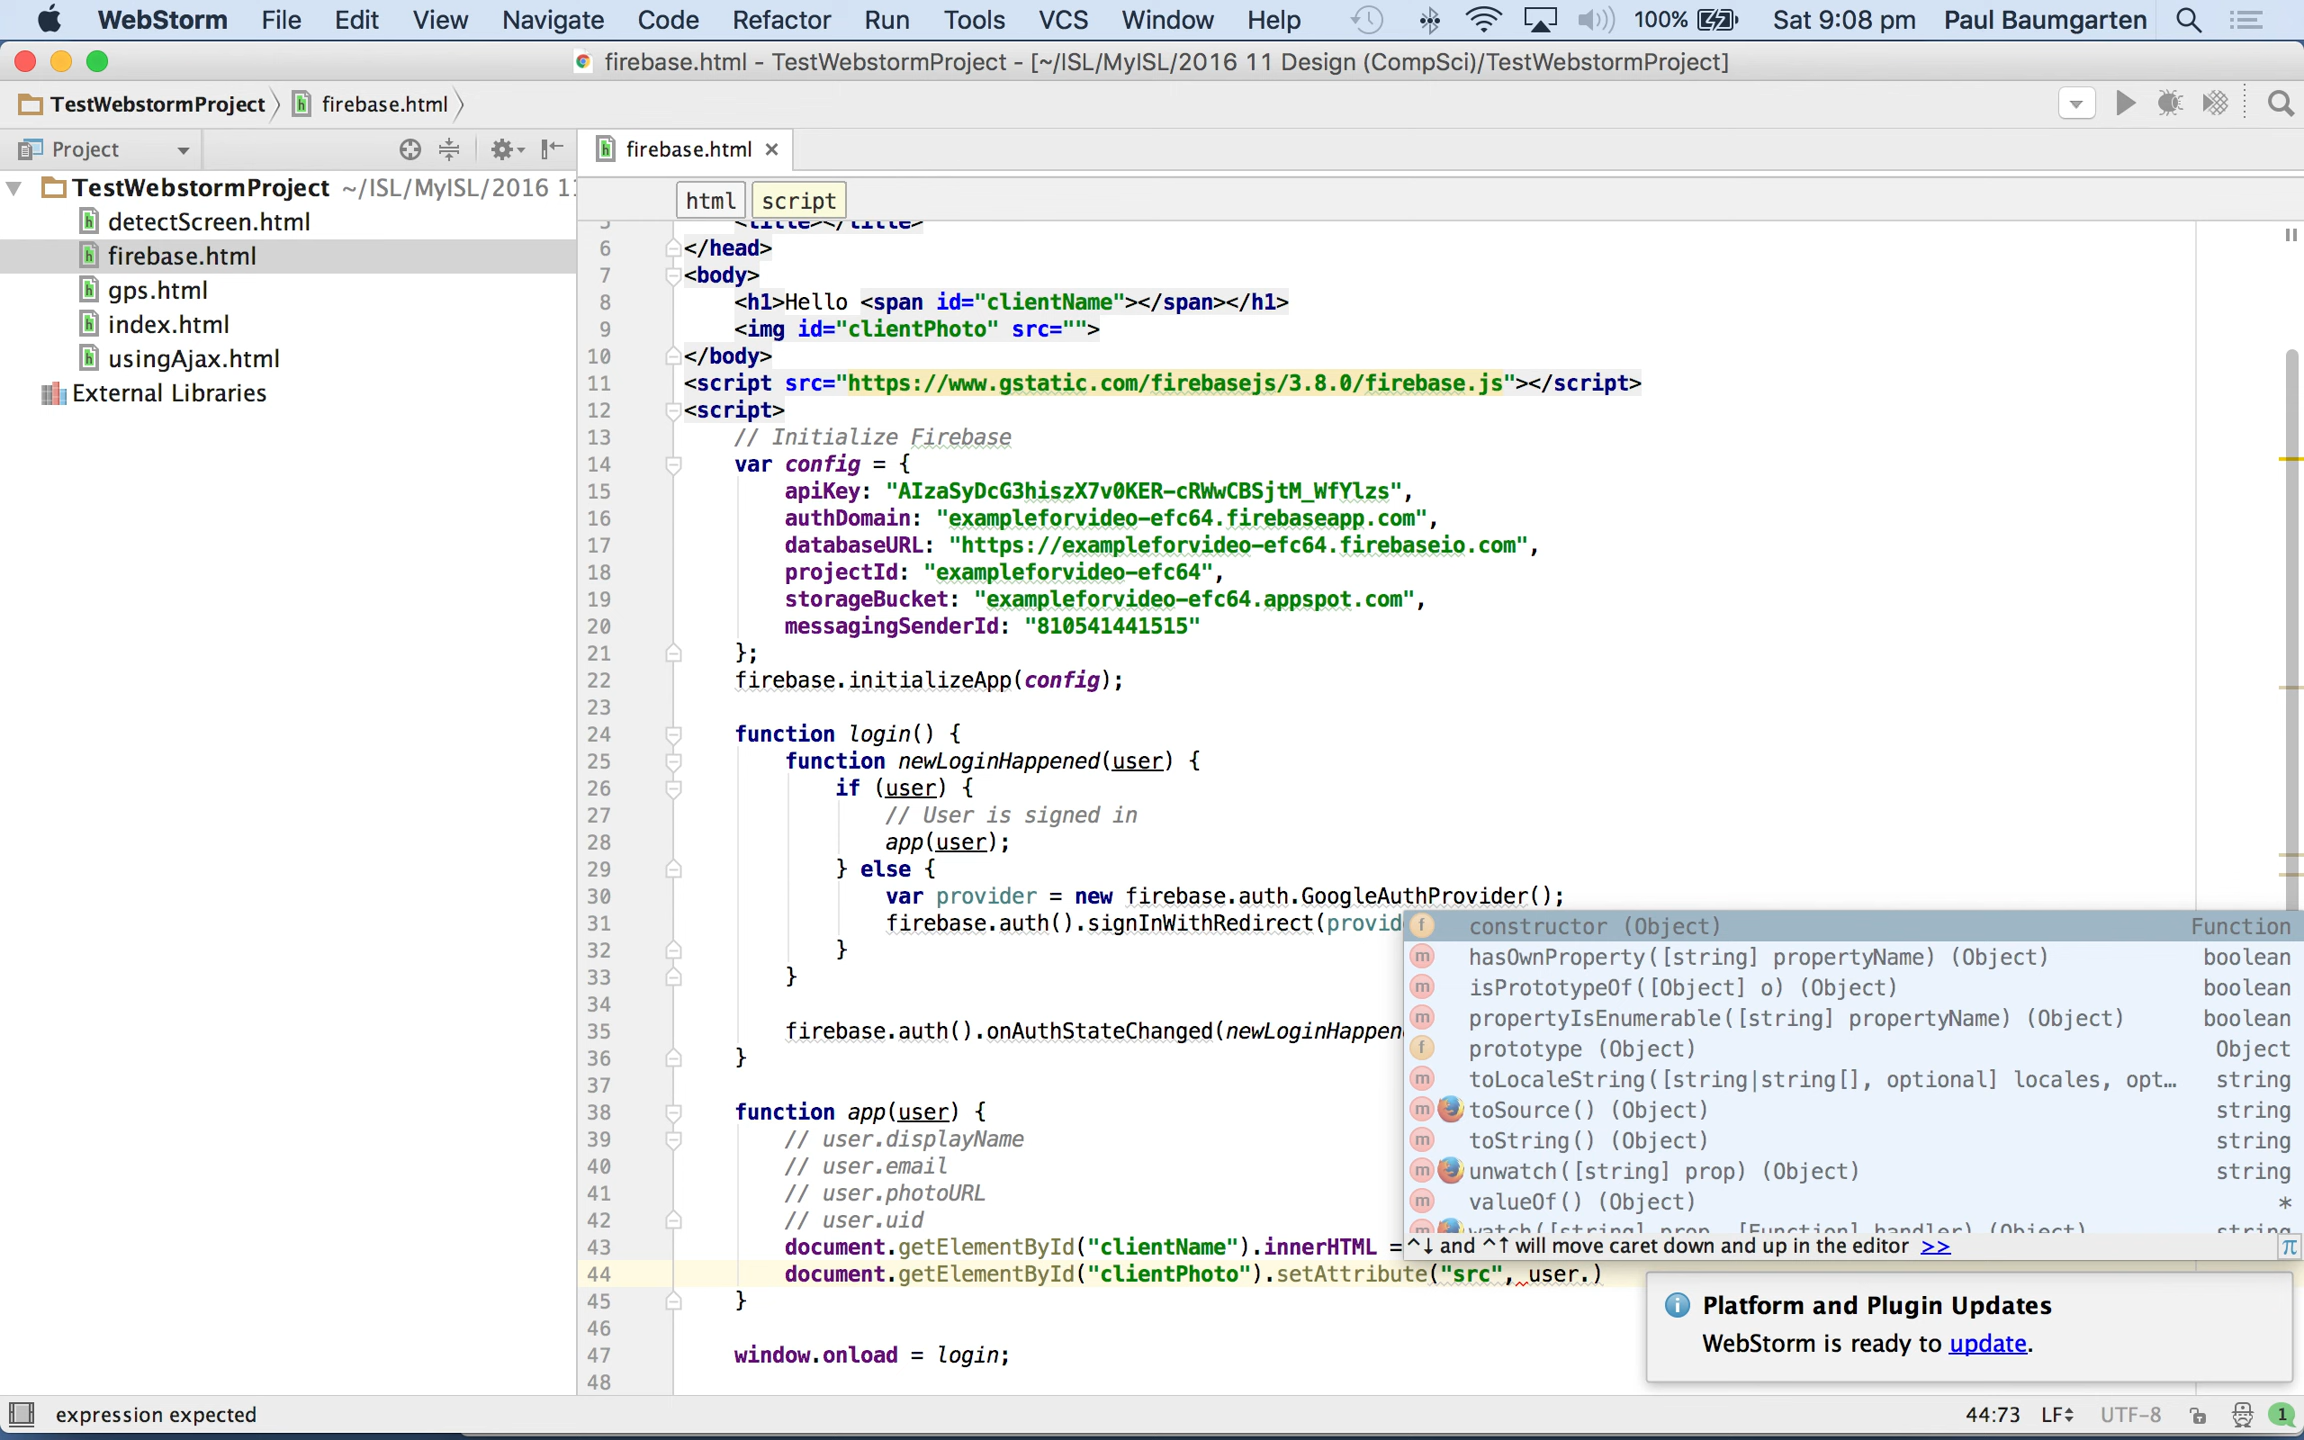 WebStorm File Edit View Navigate Code Refactor Run Tools VCS Window Help 100% Sat 9:08 pm Paul Baumgarten
firebase.html - TestWebstormProject - [~/ISL/MyISL/2016 11 Design (CompSci)/TestWebstormProject]
TestWebstormProject firebase.html
Project
firebase.html
TestWebstormProject ~/ISL/MyISL/2016 11
detectScreen.html
firebase.html
gps.html
index.html
usingAjax.html
External Libraries
html script
5 <title></title>
6 </head>
7 <body>
8 <h1>Hello <span id="clientName"></span></h1>
9 <img id="clientPhoto" src="">
10 </body>
11 <script src="https://www.gstatic.com/firebasejs/3.8.0/firebase.js"></script>
12 <script>
13 // Initialize Firebase
14 var config = {
15 apiKey: "AIzaSyDcG3hiszX7v0KER-cRWwCBSjtM_WfYlzs",
16 authDomain: "exampleforvideo-efc64.firebaseapp.com",
17 databaseURL: "https://exampleforvideo-efc64.firebaseio.com",
18 projectId: "exampleforvideo-efc64",
19 storageBucket: "exampleforvideo-efc64.appspot.com",
20 messagingSenderId: "810541441515"
21 };
22 firebase.initializeApp(config);
23
24 function login() {
25 function newLoginHappened(user) {
26 if (user) {
27 // User is signed in
28 app(user);
29 } else {
30 var provider = new firebase.auth.GoogleAuthProvider();
31 firebase.auth().signInWithRedirect(provid
32 }
33 }
34
35 firebase.auth().onAuthStateChanged(newLoginHappen
36 }
37
38 function app(user) {
39 // user.displayName
40 // user.email
41 // user.photoURL
42 // user.uid
43 document.getElementById("clientName").innerHTML =
44 document.getElementById("clientPhoto").setAttribute("src", user.)
45 }
46
47 window.onload = login;
48
constructor (Object) Function
hasOwnProperty([string] propertyName) (Object) boolean
isPrototypeOf([Object] o) (Object) boolean
propertyIsEnumerable([string] propertyName) (Object) boolean
prototype (Object) Object
toLocaleString([string|string[], optional] locales, opt… string
toSource() (Object) string
toString() (Object) string
unwatch([string] prop) (Object) string
valueOf() (Object) *
watch([string] prop, [Function] handler) (Object) string
^↓ and ^↑ will move caret down and up in the editor >> π
Platform and Plugin Updates
WebStorm is ready to update.
expression expected 44:73 LF UTF-8 1